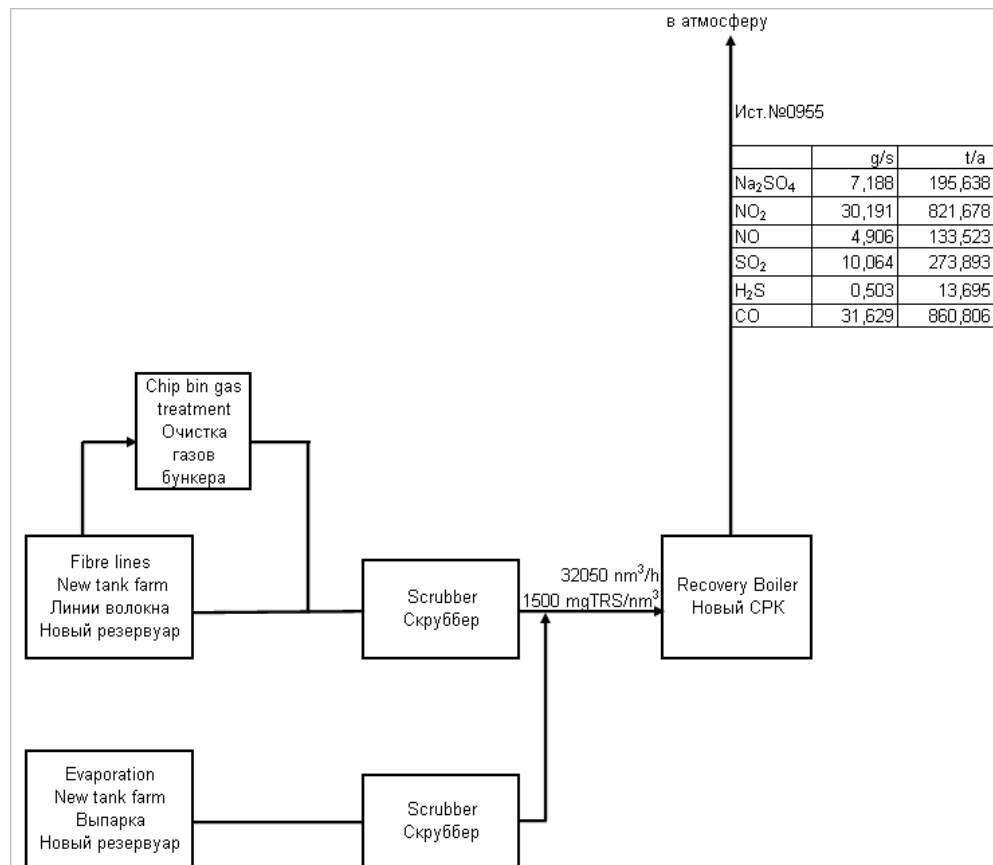 в атмосферу
Ист.№0955
g/s t/a
Na₂SO₄ 7,188 195,638
NO₂ 30,191 821,678
NO 4,906 133,523
SO₂ 10,064 273,893
H₂S 0,503 13,695
CO 31,629 860,806
Chip bin gas
treatment
Очистка
газов
бункера
Fibre lines
New tank farm
Линии волокна
Новый резервуар
Scrubber
Скруббер
32050 nm³/h
1500 mgTRS/nm³
Recovery Boiler
Новый СРК
Evaporation
New tank farm
Выпарка
Новый резервуар
Scrubber
Скруббер